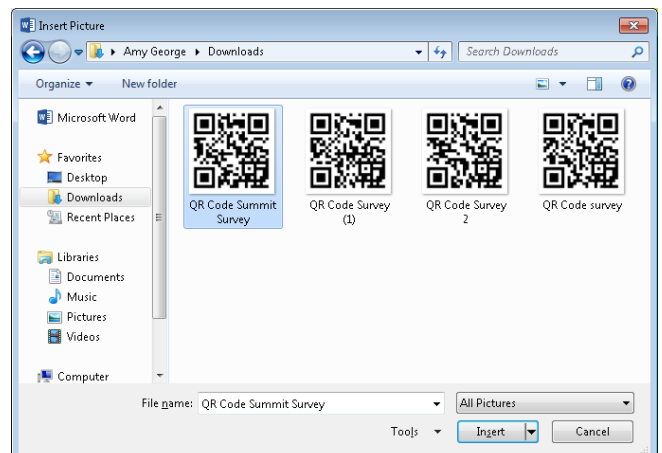 Insert Picture
Amy George Downloads
Search Downloads
Organize New folder
Microsoft Word
Favorites
Desktop
Downloads
Recent Places
Libraries
Documents
Music
Pictures
Videos
Computer
QR Code Summit
Survey
QR Code Survey
(1)
QR Code Survey
2
QR Code survey
File name: QR Code Summit Survey
All Pictures
Tools Insert Cancel